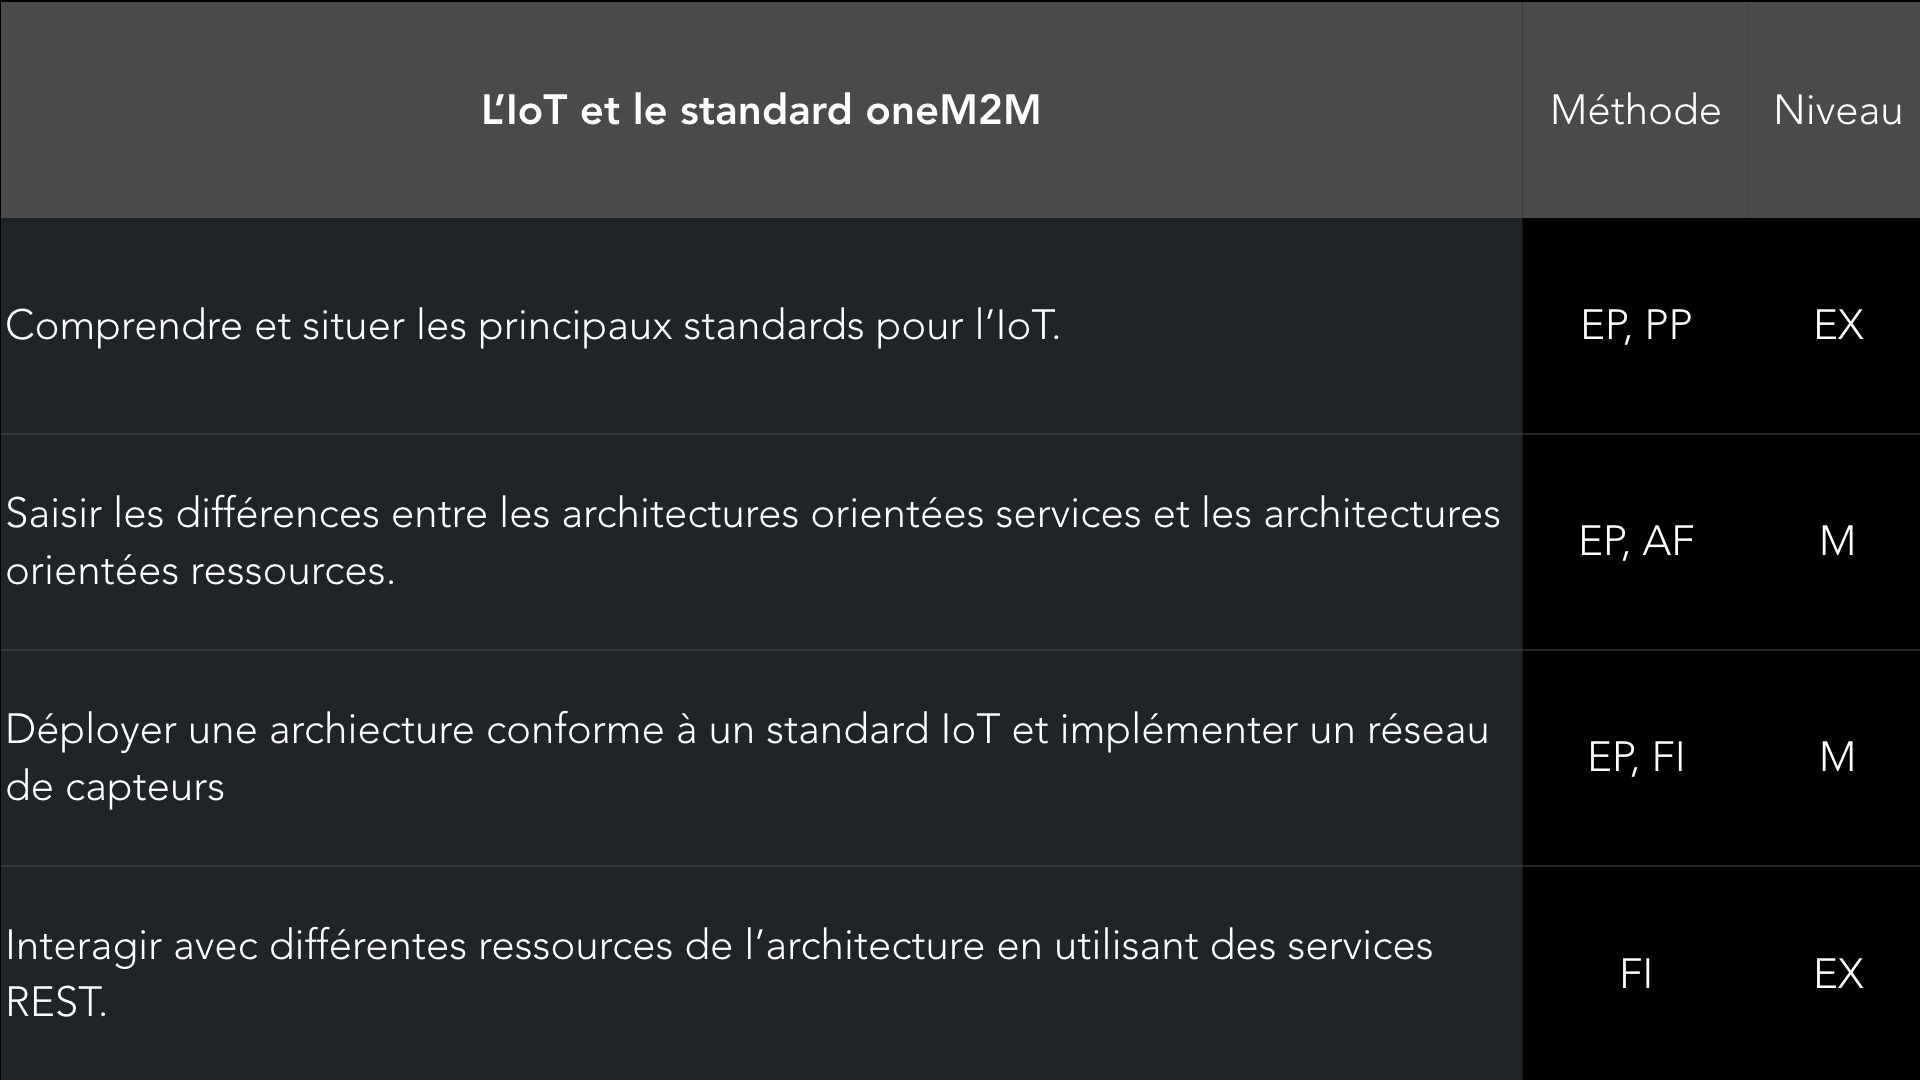 L’IoT et le standard oneM2M Méthode Niveau
Comprendre et situer les principaux standards pour l’IoT. EP, PP EX
Saisir les différences entre les architectures orientées services et les architectures
orientées ressources. EP, AF M
Déployer une archiecture conforme à un standard IoT et implémenter un réseau
de capteurs EP, FI M
Interagir avec différentes ressources de l’architecture en utilisant des services
REST. FI EX